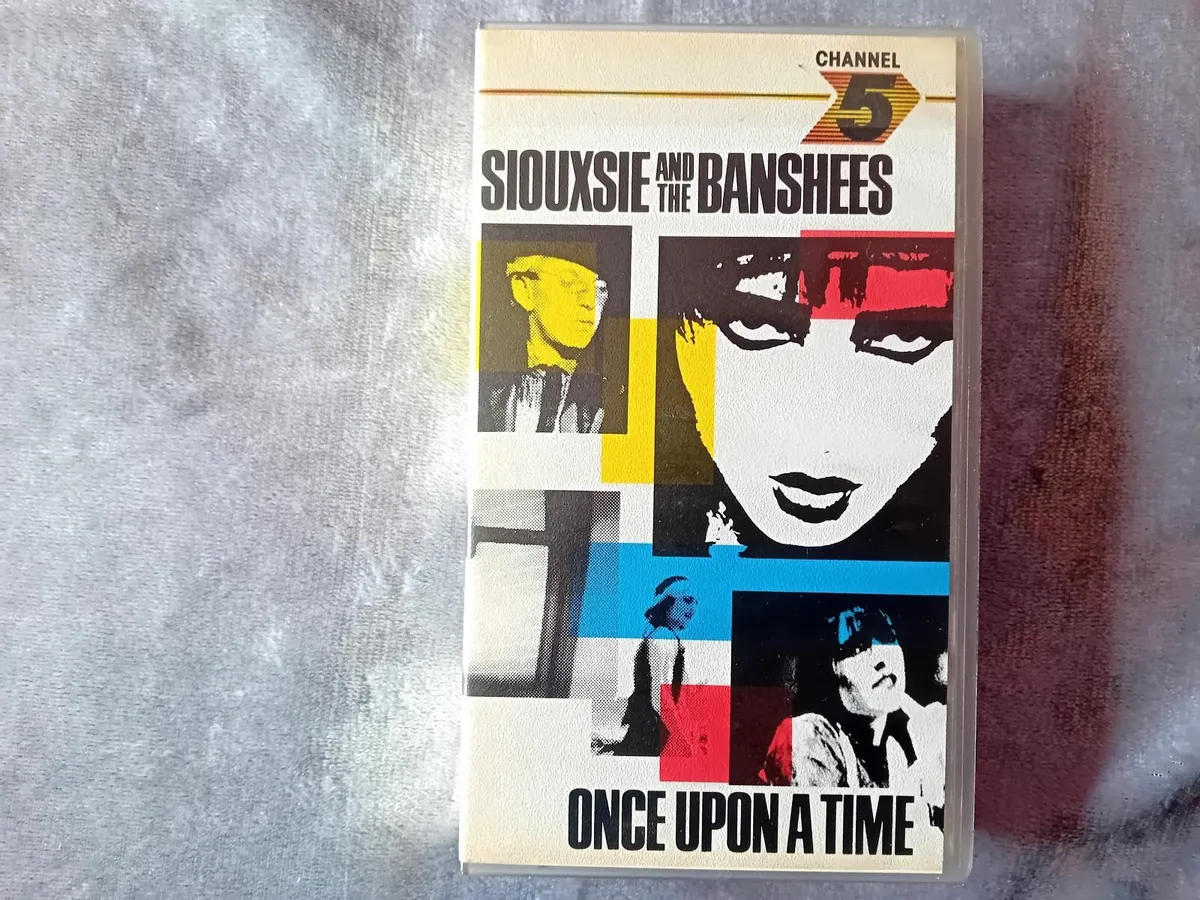 CHANNEL
5
SIOUXSIE AND THE BANSHEES
ONCE UPON A TIME